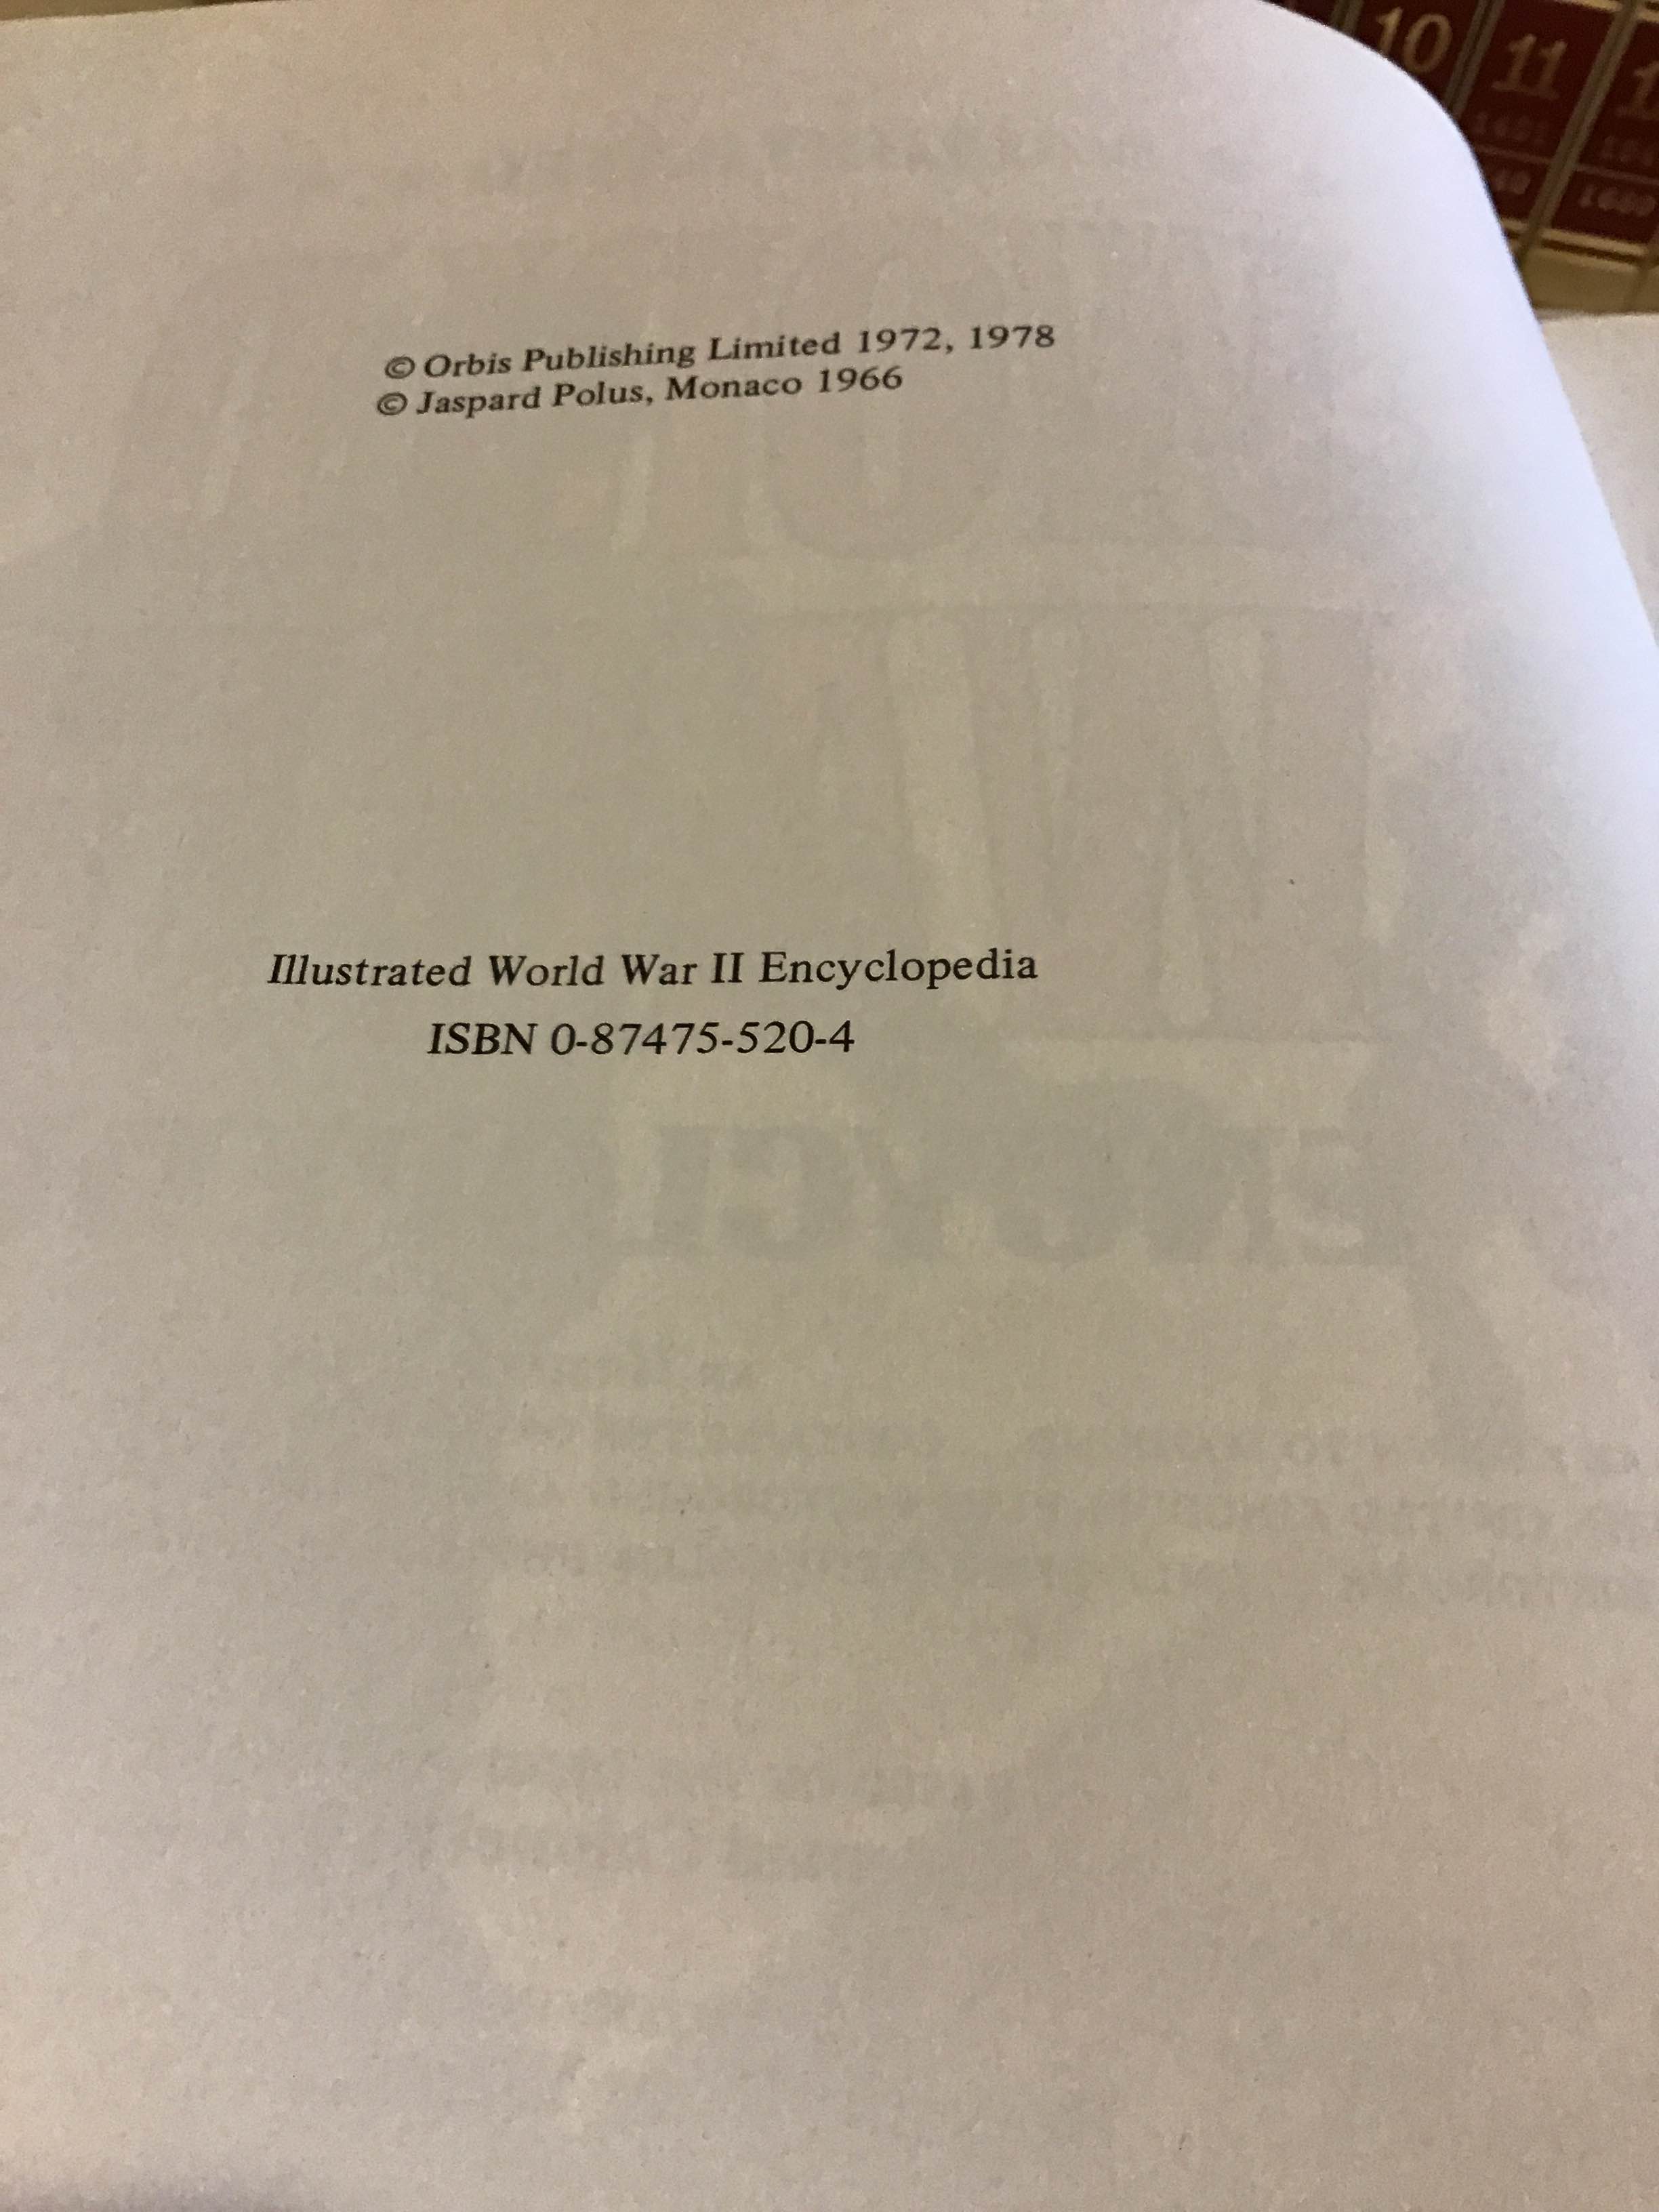 10 11
1680
© Orbis Publishing Limited 1972, 1978
© Jaspard Polus, Monaco 1966
Illustrated World War II Encyclopedia
ISBN 0-87475-520-4